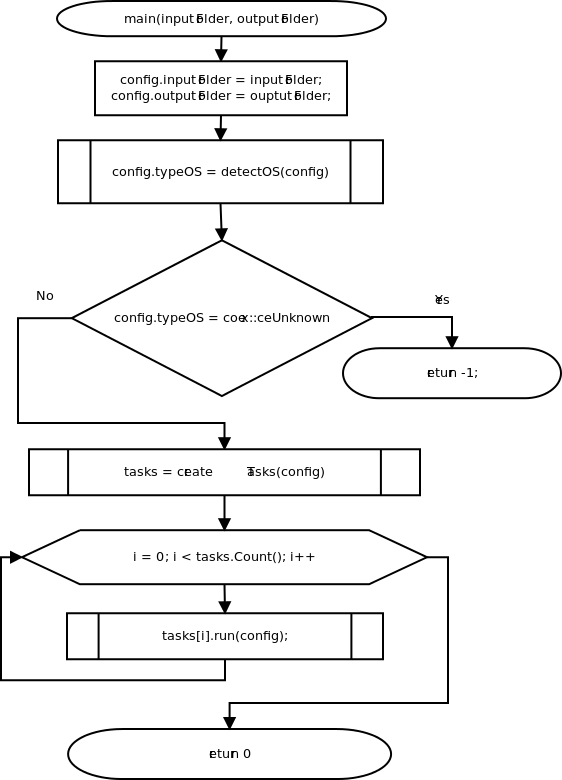 main(inputFolder, outputFolder)
config.inputFolder = inputFolder;
config.outputFolder = ouptutFolder;
config.typeOS = detectOS(config)
No
Yes
config.typeOS = coex::ceUnknown
return -1;
tasks = createTasks(config)
i = 0; i < tasks.Count(); i++
tasks[i].run(config);
return 0